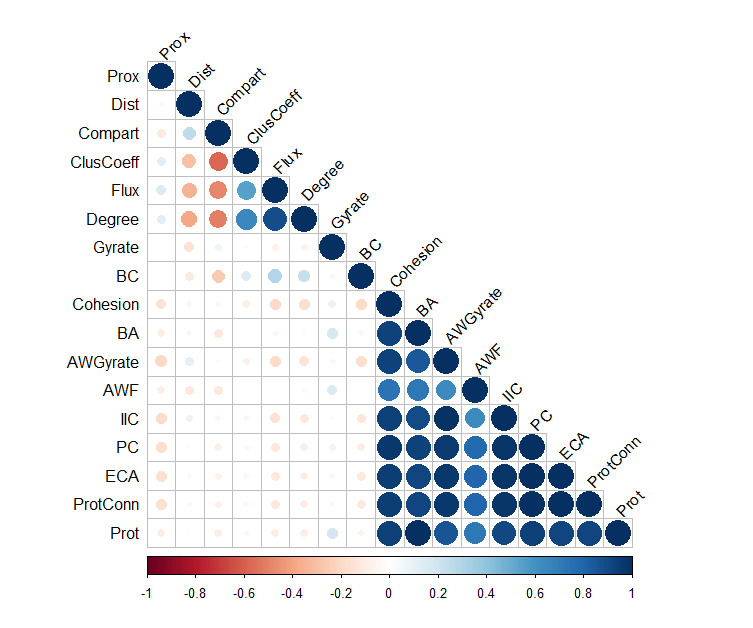 Prox
Prox
Dist
Dist
Compart
Compart
ClusCoeff
ClusCoeff
Flux
Flux
Degree
Degree
Gyrate
Gyrate
BC
BC
Cohesion
Cohesion
BA
BA
AWGyrate
AWGyrate
AWF
AWF
IIC
IIC
PC
PC
ECA
ECA
ProtConn
ProtConn
Prot
Prot
-1 -0.8 -0.6 -0.4 -0.2 0 0.2 0.4 0.6 0.8 1